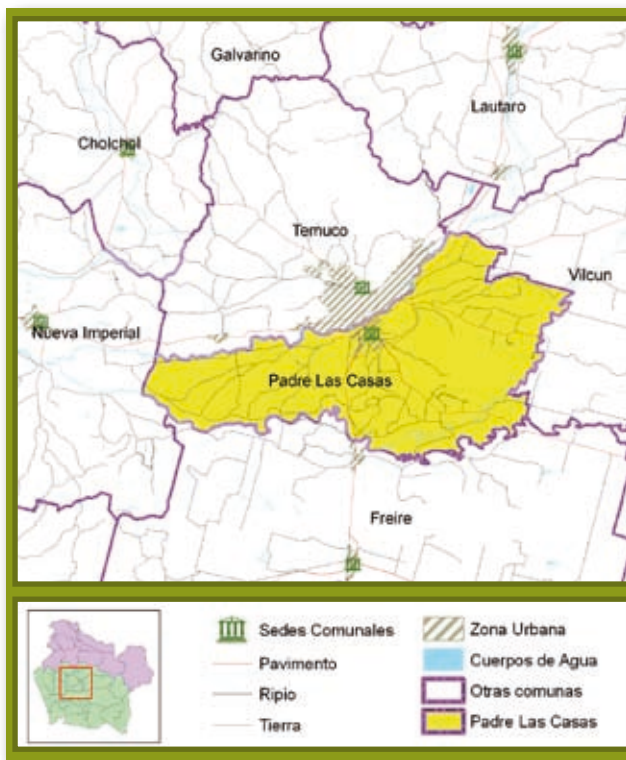 Galvarino
Lautaro
Cholchol
Temuco
Vilcun
Nueva Imperial
Padre Las Casas
Freire
Sedes Comunales
Pavimento
Ripio
Tierra
Zona Urbana
Cuerpos de Agua
Otras comunas
Padre Las Casas